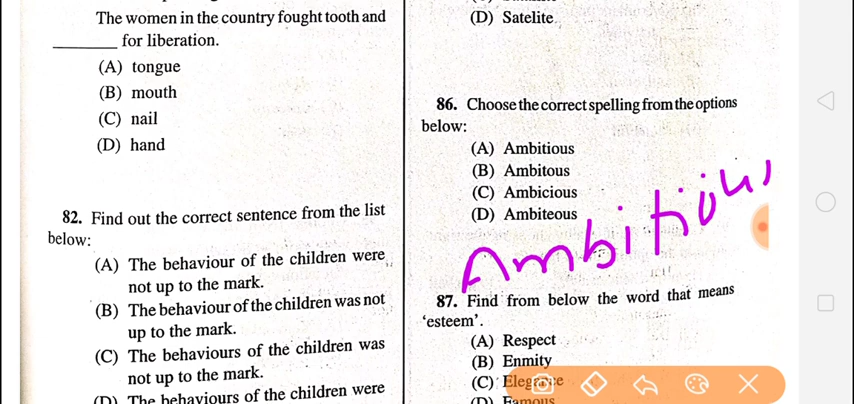 The women in the country fought tooth and
________ for liberation.
(A) tongue
(B) mouth
(C) nail
(D) hand
82. Find out the correct sentence from the list
below:
(A) The behaviour of the children were
not up to the mark.
(B) The behaviour of the children was not
up to the mark.
(C) The behaviours of the children was
not up to the mark.
(D) The behaviours of the children were
(D) Satelite
86. Choose the correct spelling from the options
below:
(A) Ambitious
(B) Ambitous
(C) Ambicious
(D) Ambiteous
Ambitious
87. Find from below the word that means
‘esteem’.
(A) Respect
(B) Enmity
(C) Elegance
(D) Famous